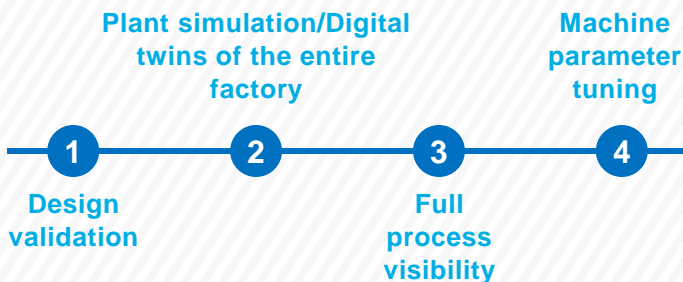 Plant simulation/Digital
twins of the entire
factory
Machine
parameter
tuning
1
2
3
4
Design
validation
Full
process
visibility